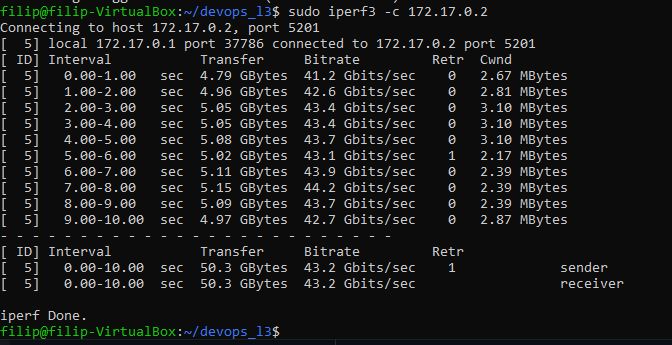 filip@filip-VirtualBox:~/devops_l3$ sudo iperf3 -c 172.17.0.2
Connecting to host 172.17.0.2, port 5201
[  5] local 172.17.0.1 port 37786 connected to 172.17.0.2 port 5201
[ ID] Interval           Transfer     Bitrate         Retr  Cwnd
[  5]   0.00-1.00   sec  4.79 GBytes  41.2 Gbits/sec    0   2.67 MBytes
[  5]   1.00-2.00   sec  4.96 GBytes  42.6 Gbits/sec    0   2.81 MBytes
[  5]   2.00-3.00   sec  5.05 GBytes  43.4 Gbits/sec    0   3.10 MBytes
[  5]   3.00-4.00   sec  5.05 GBytes  43.4 Gbits/sec    0   3.10 MBytes
[  5]   4.00-5.00   sec  5.08 GBytes  43.7 Gbits/sec    0   3.10 MBytes
[  5]   5.00-6.00   sec  5.02 GBytes  43.1 Gbits/sec    1   2.17 MBytes
[  5]   6.00-7.00   sec  5.11 GBytes  43.9 Gbits/sec    0   2.39 MBytes
[  5]   7.00-8.00   sec  5.15 GBytes  44.2 Gbits/sec    0   2.39 MBytes
[  5]   8.00-9.00   sec  5.09 GBytes  43.7 Gbits/sec    0   2.39 MBytes
[  5]   9.00-10.00  sec  4.97 GBytes  42.7 Gbits/sec    0   2.87 MBytes
- - - - - - - - - - - - - - - - - - - - - - - - -
[ ID] Interval           Transfer     Bitrate         Retr
[  5]   0.00-10.00  sec  50.3 GBytes  43.2 Gbits/sec    1             sender
[  5]   0.00-10.00  sec  50.3 GBytes  43.2 Gbits/sec                  receiver
iperf Done.
filip@filip-VirtualBox:~/devops_l3$